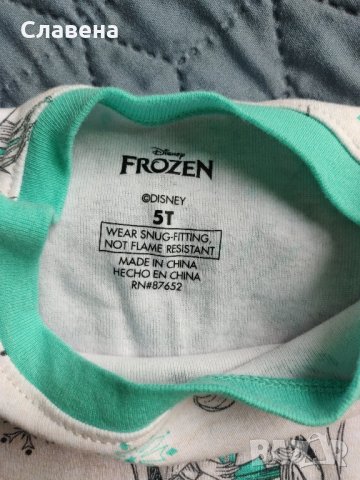 Славена
Disney
FROZEN
©DISNEY
5T
WEAR SNUG-FITTING,
NOT FLAME RESISTANT
MADE IN CHINA
HECHO EN CHINA
RN#87652
BAZAR